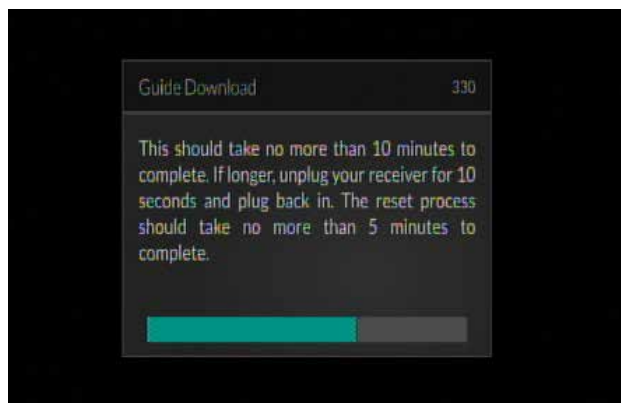 Guide Download 330
This should take no more than 10 minutes to
complete. If longer, unplug your receiver for 10
seconds and plug back in. The reset process
should take no more than 5 minutes to
complete.